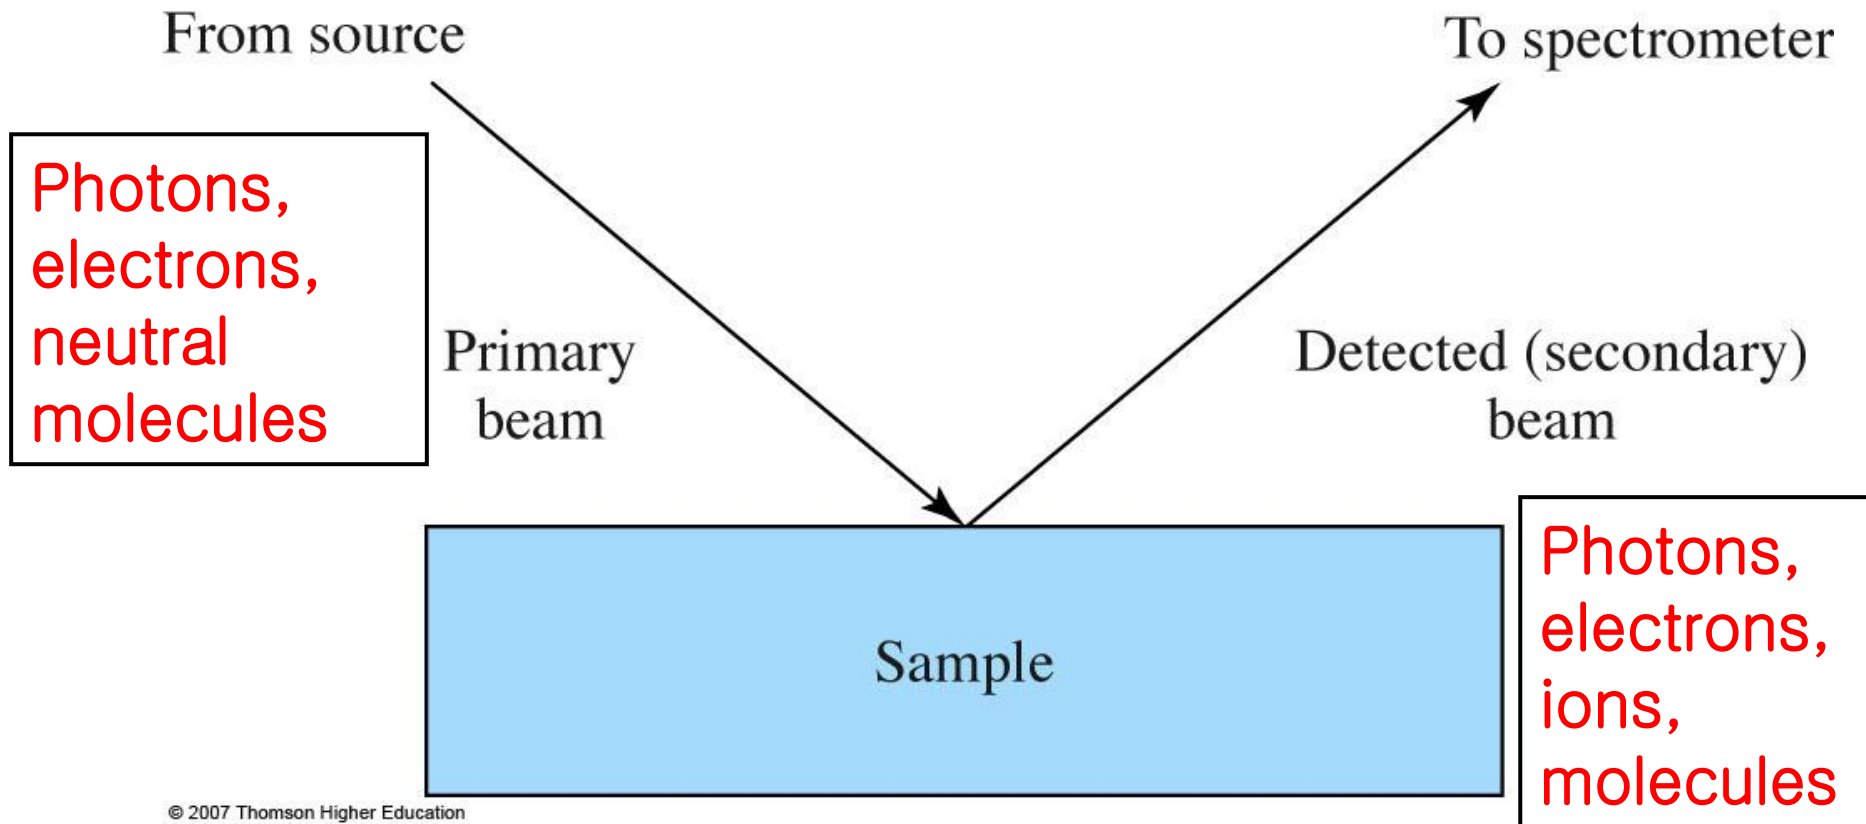 From source
To spectrometer
Photons,
electrons,
neutral
molecules
Primary
beam
Detected (secondary)
beam
Sample
Photons,
electrons,
ions,
molecules
© 2007 Thomson Higher Education